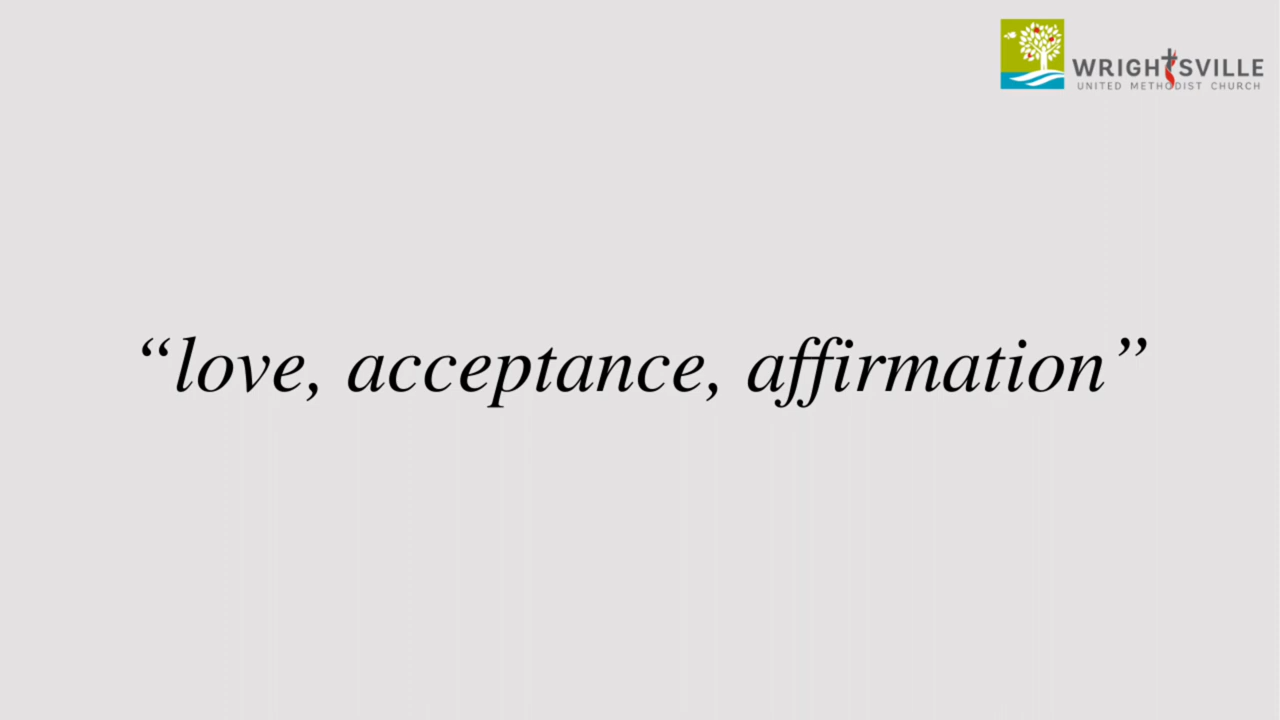 WRIGHTSVILLE
UNITED METHODIST CHURCH
“love, acceptance, affirmation”